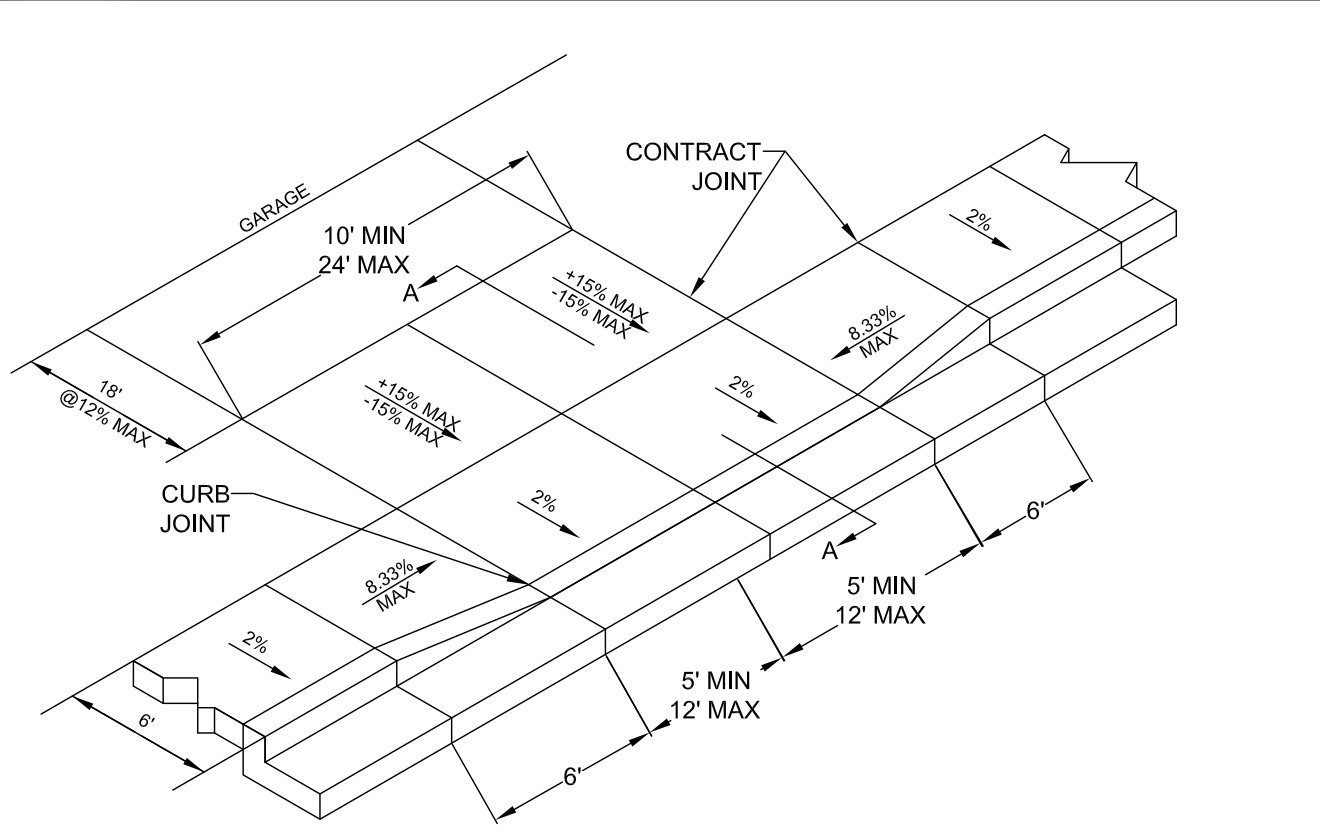 CONTRACT
JOINT
GARAGE
10' MIN
24' MAX
A
+15% MAX
-15% MAX
2%
8.33%
MAX
18'
@12% MAX
+15% MAX
-15% MAX
2%
CURB
JOINT
2%
A
6'
8.33%
MAX
5' MIN
12' MAX
2%
5' MIN
12' MAX
6'
6'